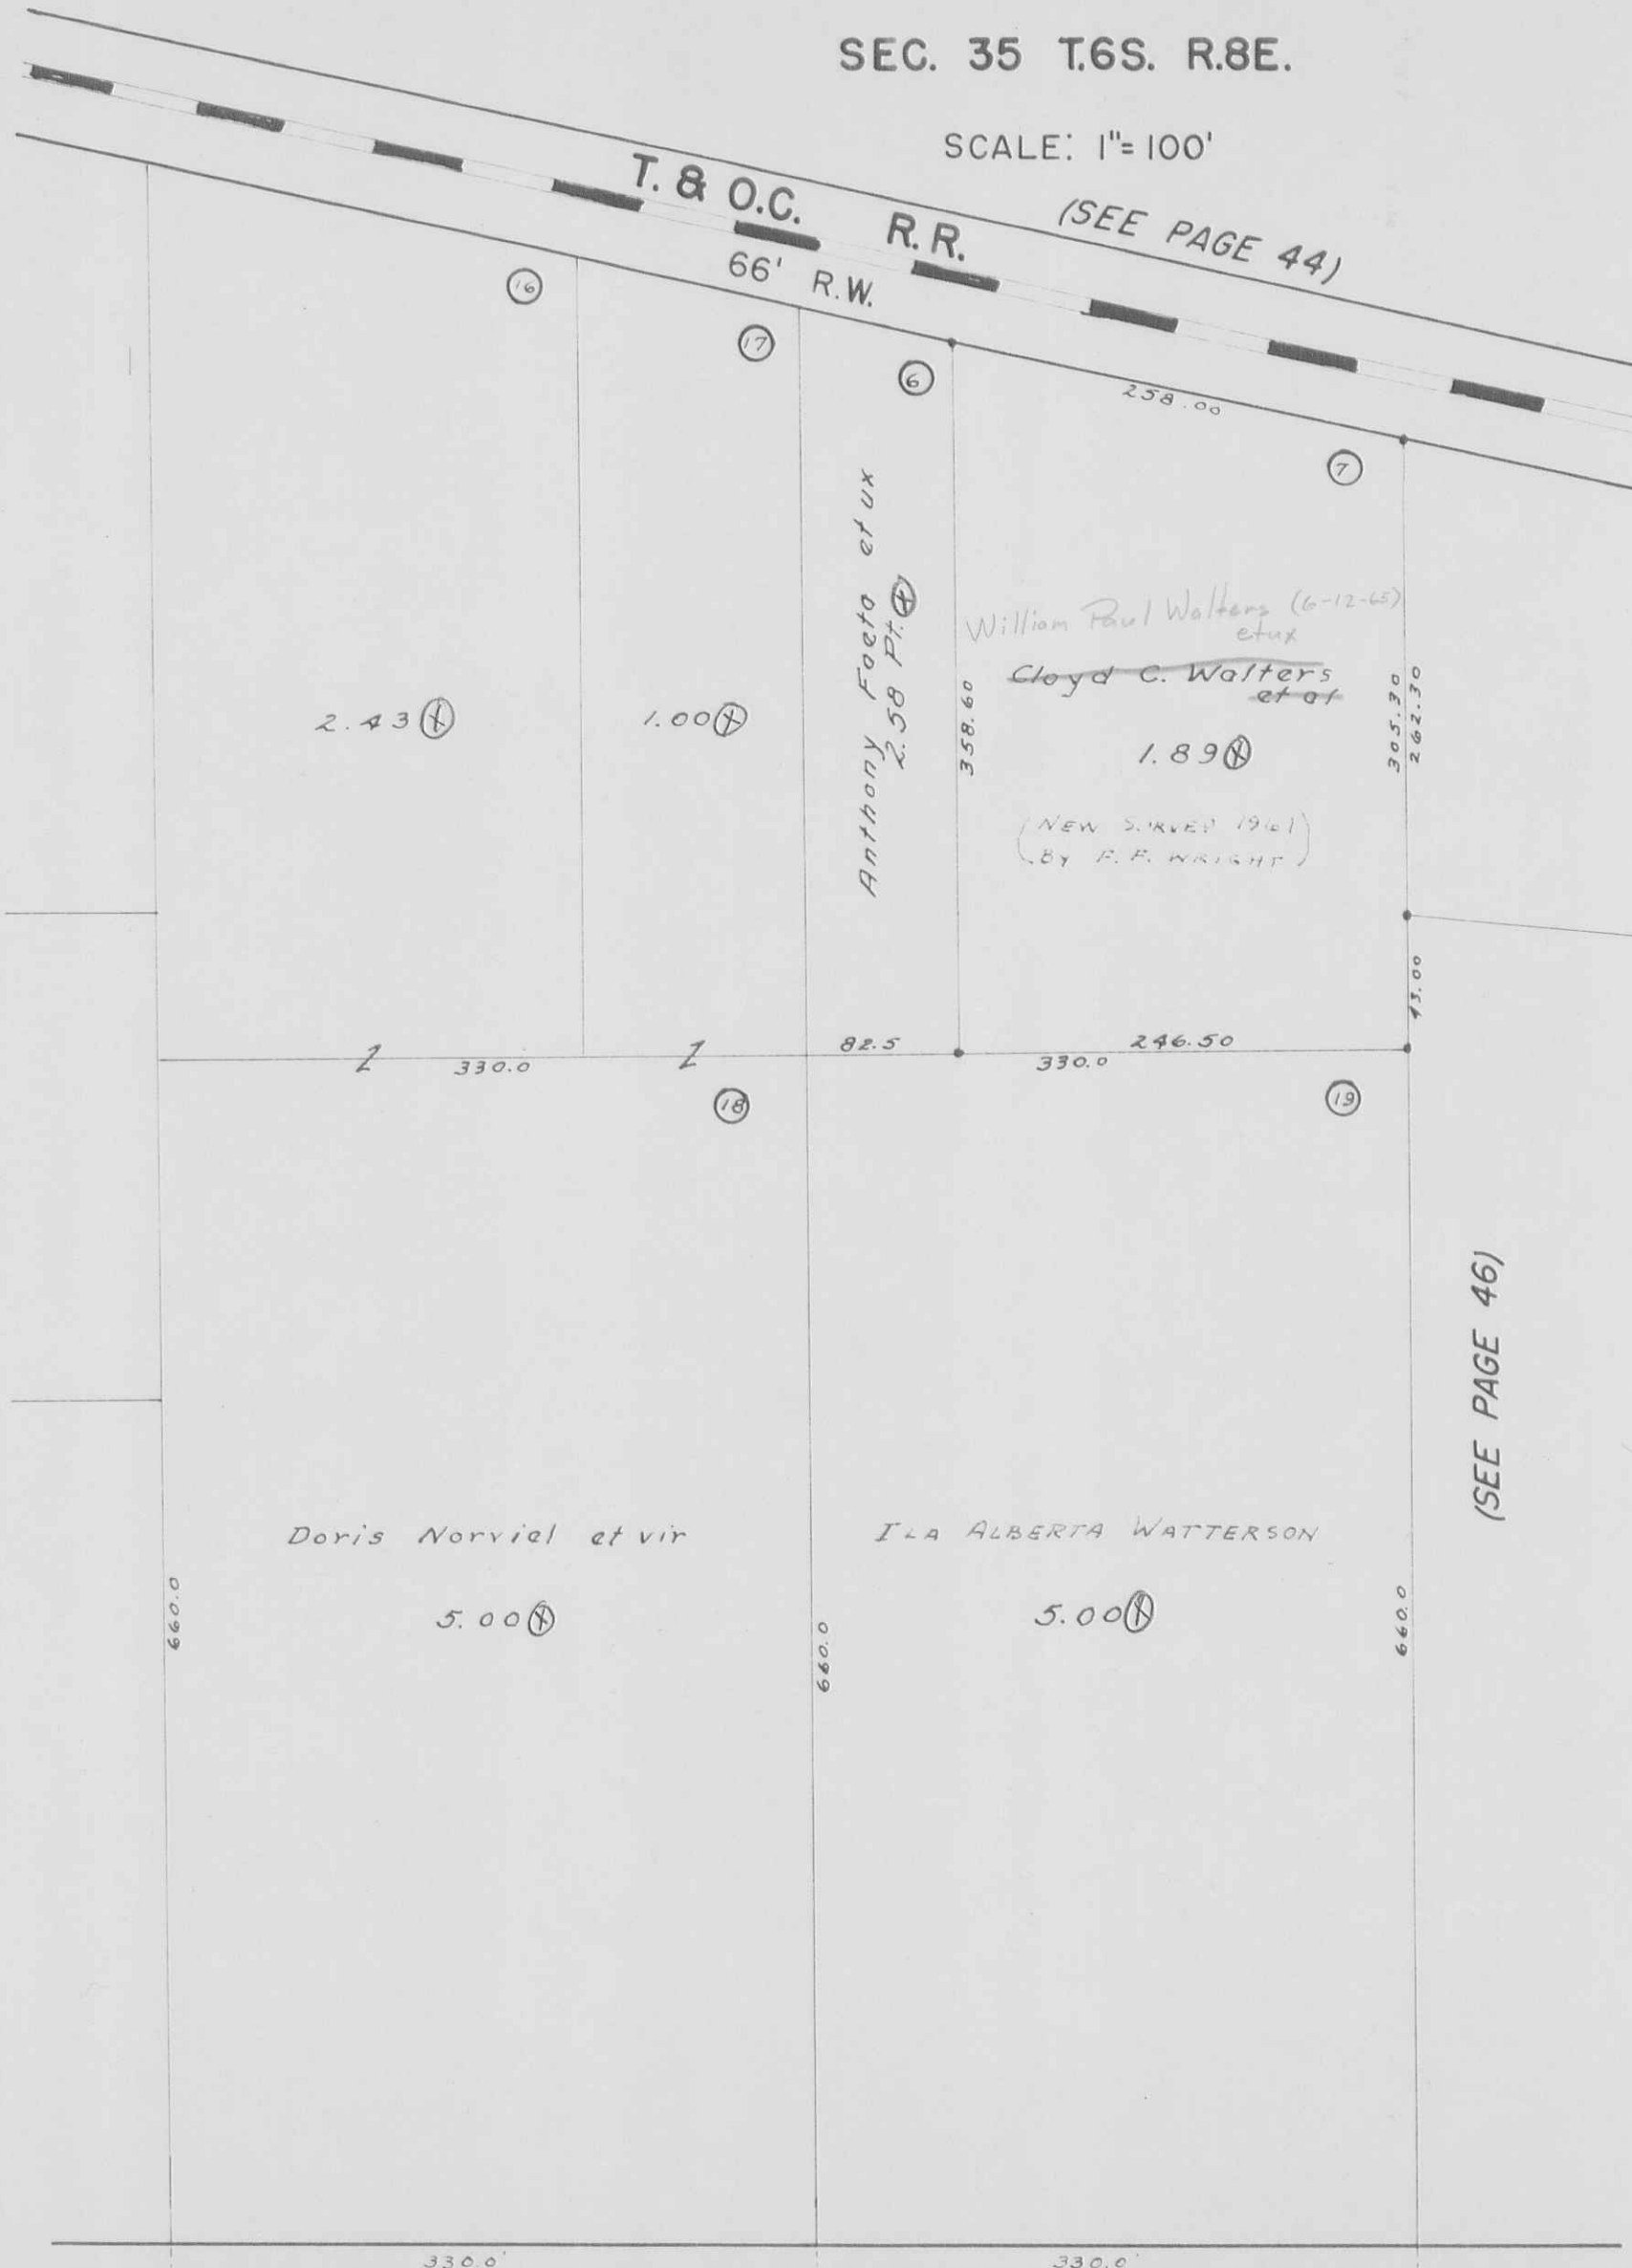 SEC. 35 T.6S. R.8E.
SCALE: 1"= 100'
(SEE PAGE 44)
T. & O.C. R.R.
66' R.W.
16
17
6
258.00
7
Anthony Foeto et ux
2.58 Pt.
William Paul Walters (6-12-65)
etux
Cloyd C. Walters
et al
358.60
305.30
262.30
2.43
1.00
1.89
(NEW SURVEY 1961)
(BY F.F. WRIGHT)
43.00
82.5
246.50
330.0
330.0
18
19
(SEE PAGE 46)
Doris Norviel et vir
ILA ALBERTA WATTERSON
5.00
5.00
660.0
660.0
660.0
330.0'
330.0'